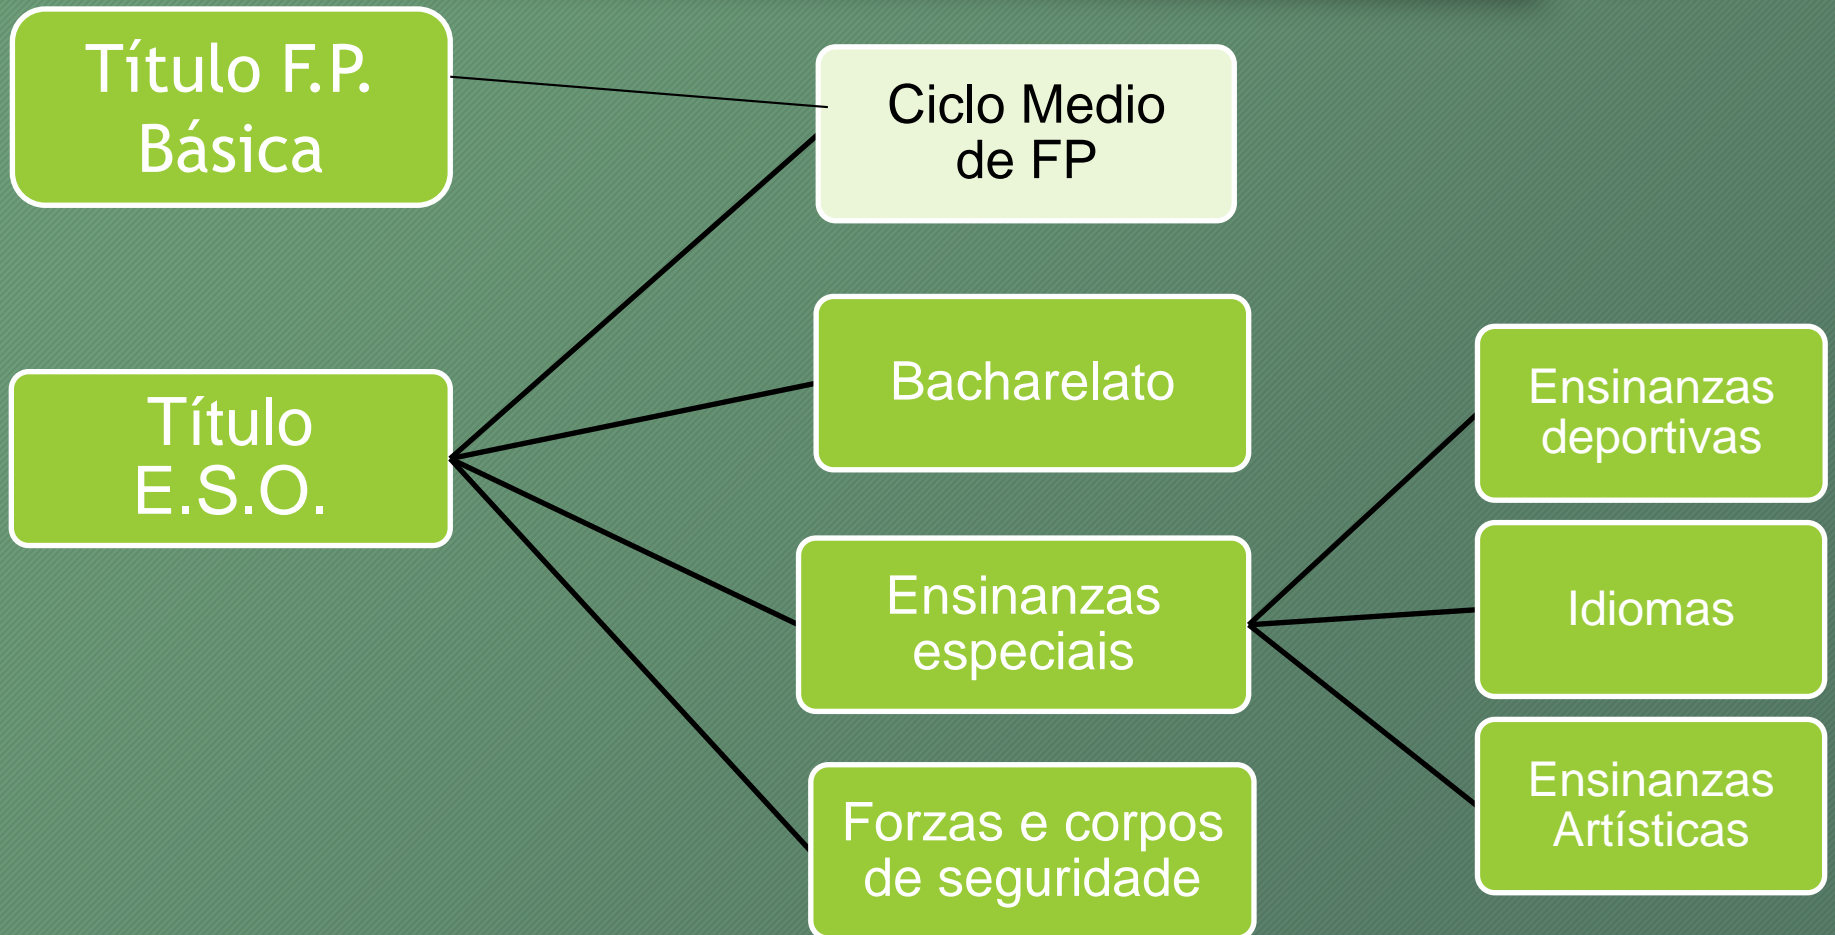 Título F.P.
Básica
Ciclo Medio
de FP
Título
E.S.O.
Bacharelato
Ensinanzas
especiais
Forzas e corpos
de seguridade
Ensinanzas
deportivas
Idiomas
Ensinanzas
Artísticas